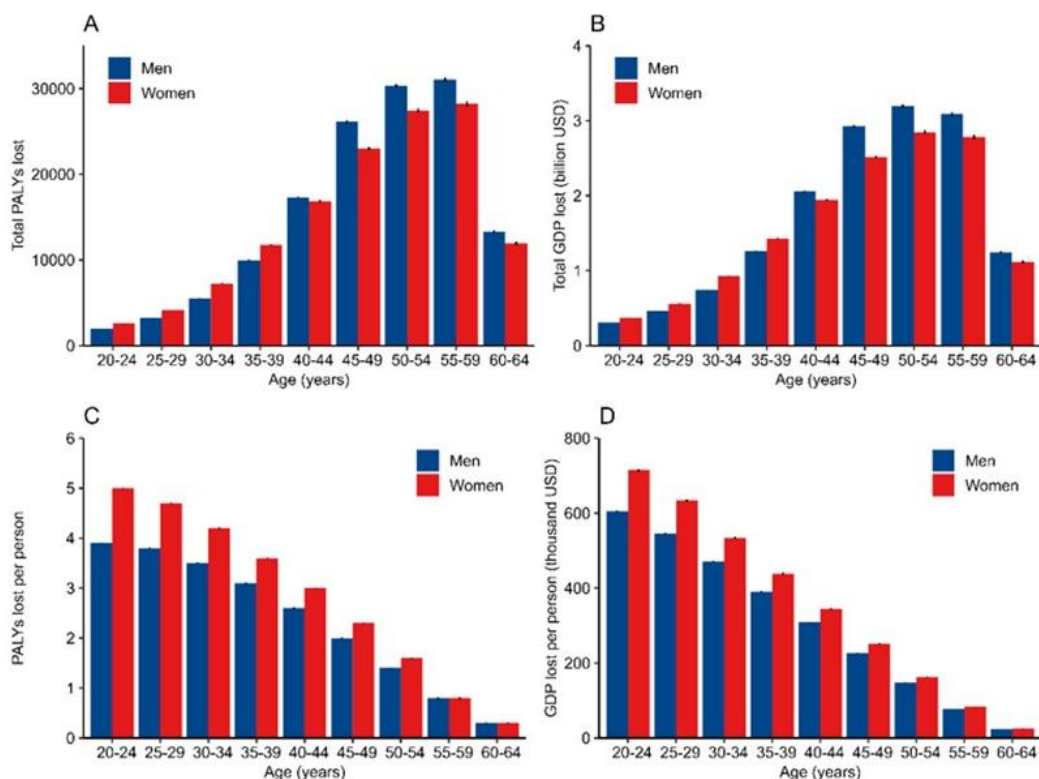 A
Total PALYs lost
30000
20000
10000
0
Men
Women
20-24 25-29 30-34 35-39 40-44 45-49 50-54 55-59 60-64
Age (years)
B
Total GDP lost (billion USD)
4
3
2
1
0
Men
Women
20-24 25-29 30-34 35-39 40-44 45-49 50-54 55-59 60-64
Age (years)
C
PALYs lost per person
6
5
4
3
2
1
0
Men
Women
20-24 25-29 30-34 35-39 40-44 45-49 50-54 55-59 60-64
Age (years)
D
GDP lost per person (thousand USD)
800
600
400
200
0
Men
Women
20-24 25-29 30-34 35-39 40-44 45-49 50-54 55-59 60-64
Age (years)